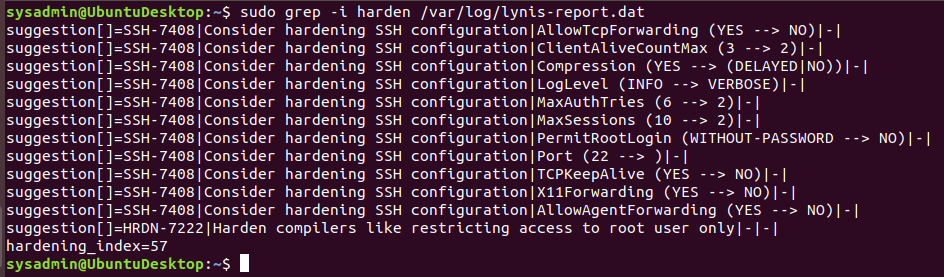 sysadmin@UbuntuDesktop:~$ sudo grep -i harden /var/log/lynis-report.dat
suggestion[]=SSH-7408|Consider hardening SSH configuration|AllowTcpForwarding (YES --> NO)|-|
suggestion[]=SSH-7408|Consider hardening SSH configuration|ClientAliveCountMax (3 --> 2)|-|
suggestion[]=SSH-7408|Consider hardening SSH configuration|Compression (YES --> (DELAYED|NO))|-|
suggestion[]=SSH-7408|Consider hardening SSH configuration|LogLevel (INFO --> VERBOSE)|-|
suggestion[]=SSH-7408|Consider hardening SSH configuration|MaxAuthTries (6 --> 2)|-|
suggestion[]=SSH-7408|Consider hardening SSH configuration|MaxSessions (10 --> 2)|-|
suggestion[]=SSH-7408|Consider hardening SSH configuration|PermitRootLogin (WITHOUT-PASSWORD --> NO)|-|
suggestion[]=SSH-7408|Consider hardening SSH configuration|Port (22 --> )|-|
suggestion[]=SSH-7408|Consider hardening SSH configuration|TCPKeepAlive (YES --> NO)|-|
suggestion[]=SSH-7408|Consider hardening SSH configuration|X11Forwarding (YES --> NO)|-|
suggestion[]=SSH-7408|Consider hardening SSH configuration|AllowAgentForwarding (YES --> NO)|-|
suggestion[]=HRDN-7222|Harden compilers like restricting access to root user only|-|-|
hardening_index=57
sysadmin@UbuntuDesktop:~$